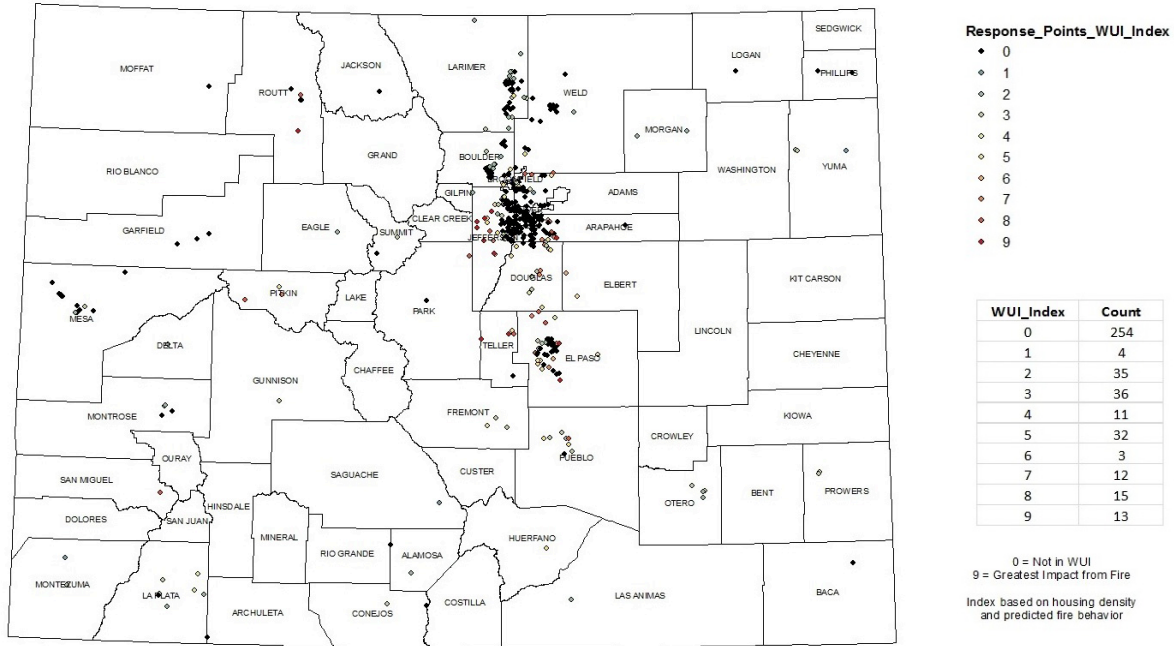 SEDGWICK
LOGAN
PHILLIPS
MOFFAT
JACKSON
LARIMER
ROUTT
WELD
MORGAN
GRAND
BOULDER
WASHINGTON
YUMA
RIO BLANCO
GILPIN
ADAMS
CLEAR CREEK
EAGLE
SUMMIT
GARFIELD
ARAPAHOE
DOUGLAS
KIT CARSON
ELBERT
PITKIN
LAKE
PARK
MESA
LINCOLN
DELTA
TELLER
EL PASO
CHEYENNE
CHAFFEE
GUNNISON
FREMONT
MONTROSE
KIOWA
CROWLEY
OURAY
PUEBLO
CUSTER
SAGUACHE
SAN MIGUEL
BENT
PROWERS
OTERO
HINSDALE
DOLORES
SAN JUAN
MINERAL
HUERFANO
RIO GRANDE
ALAMOSA
MONTEZUMA
LA PLATA
BACA
LAS ANIMAS
COSTILLA
ARCHULETA
CONEJOS
Response_Points_WUI_Index
0
1
2
3
4
5
6
7
8
9
WUI_Index Count
0 254
1 4
2 35
3 36
4 11
5 32
6 3
7 12
8 15
9 13
0 = Not in WUI
9 = Greatest Impact from Fire
Index based on housing density
and predicted fire behavior